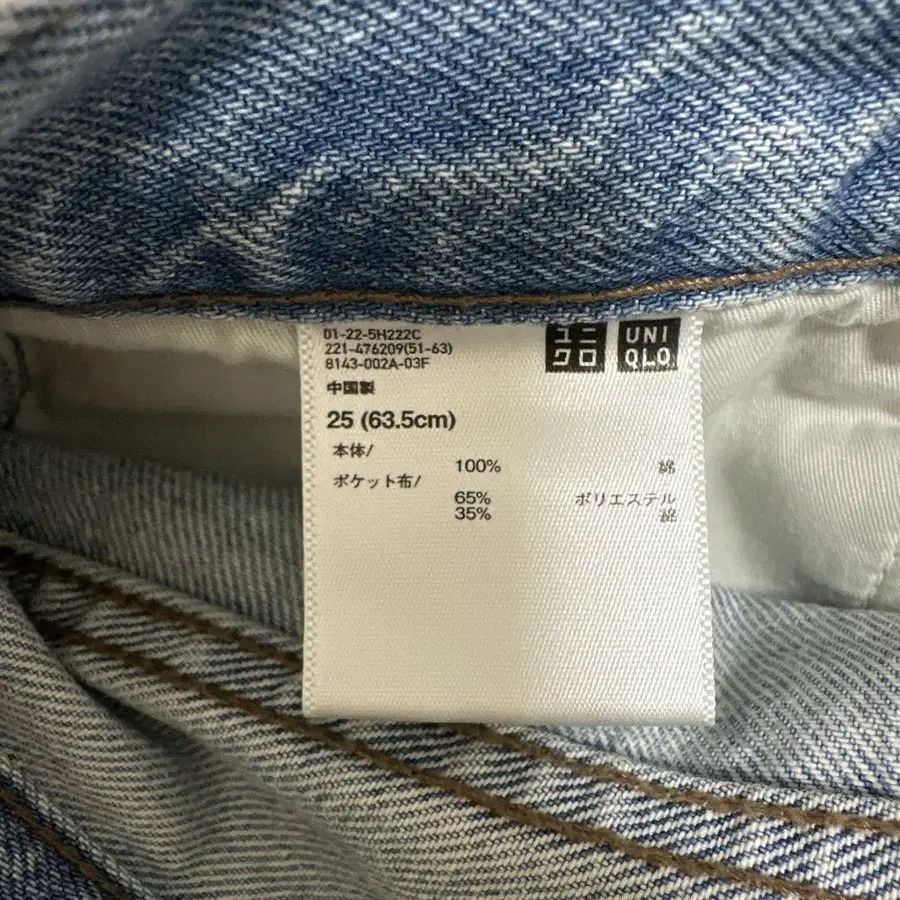 01-22-5H222C
221-476209(51-63)
8143-002A-03F
ユニ
クロ
UNI
QLO
中国製
25 (63.5cm)
本体/
100% 綿
ポケット布/
65% ポリエステル
35% 綿